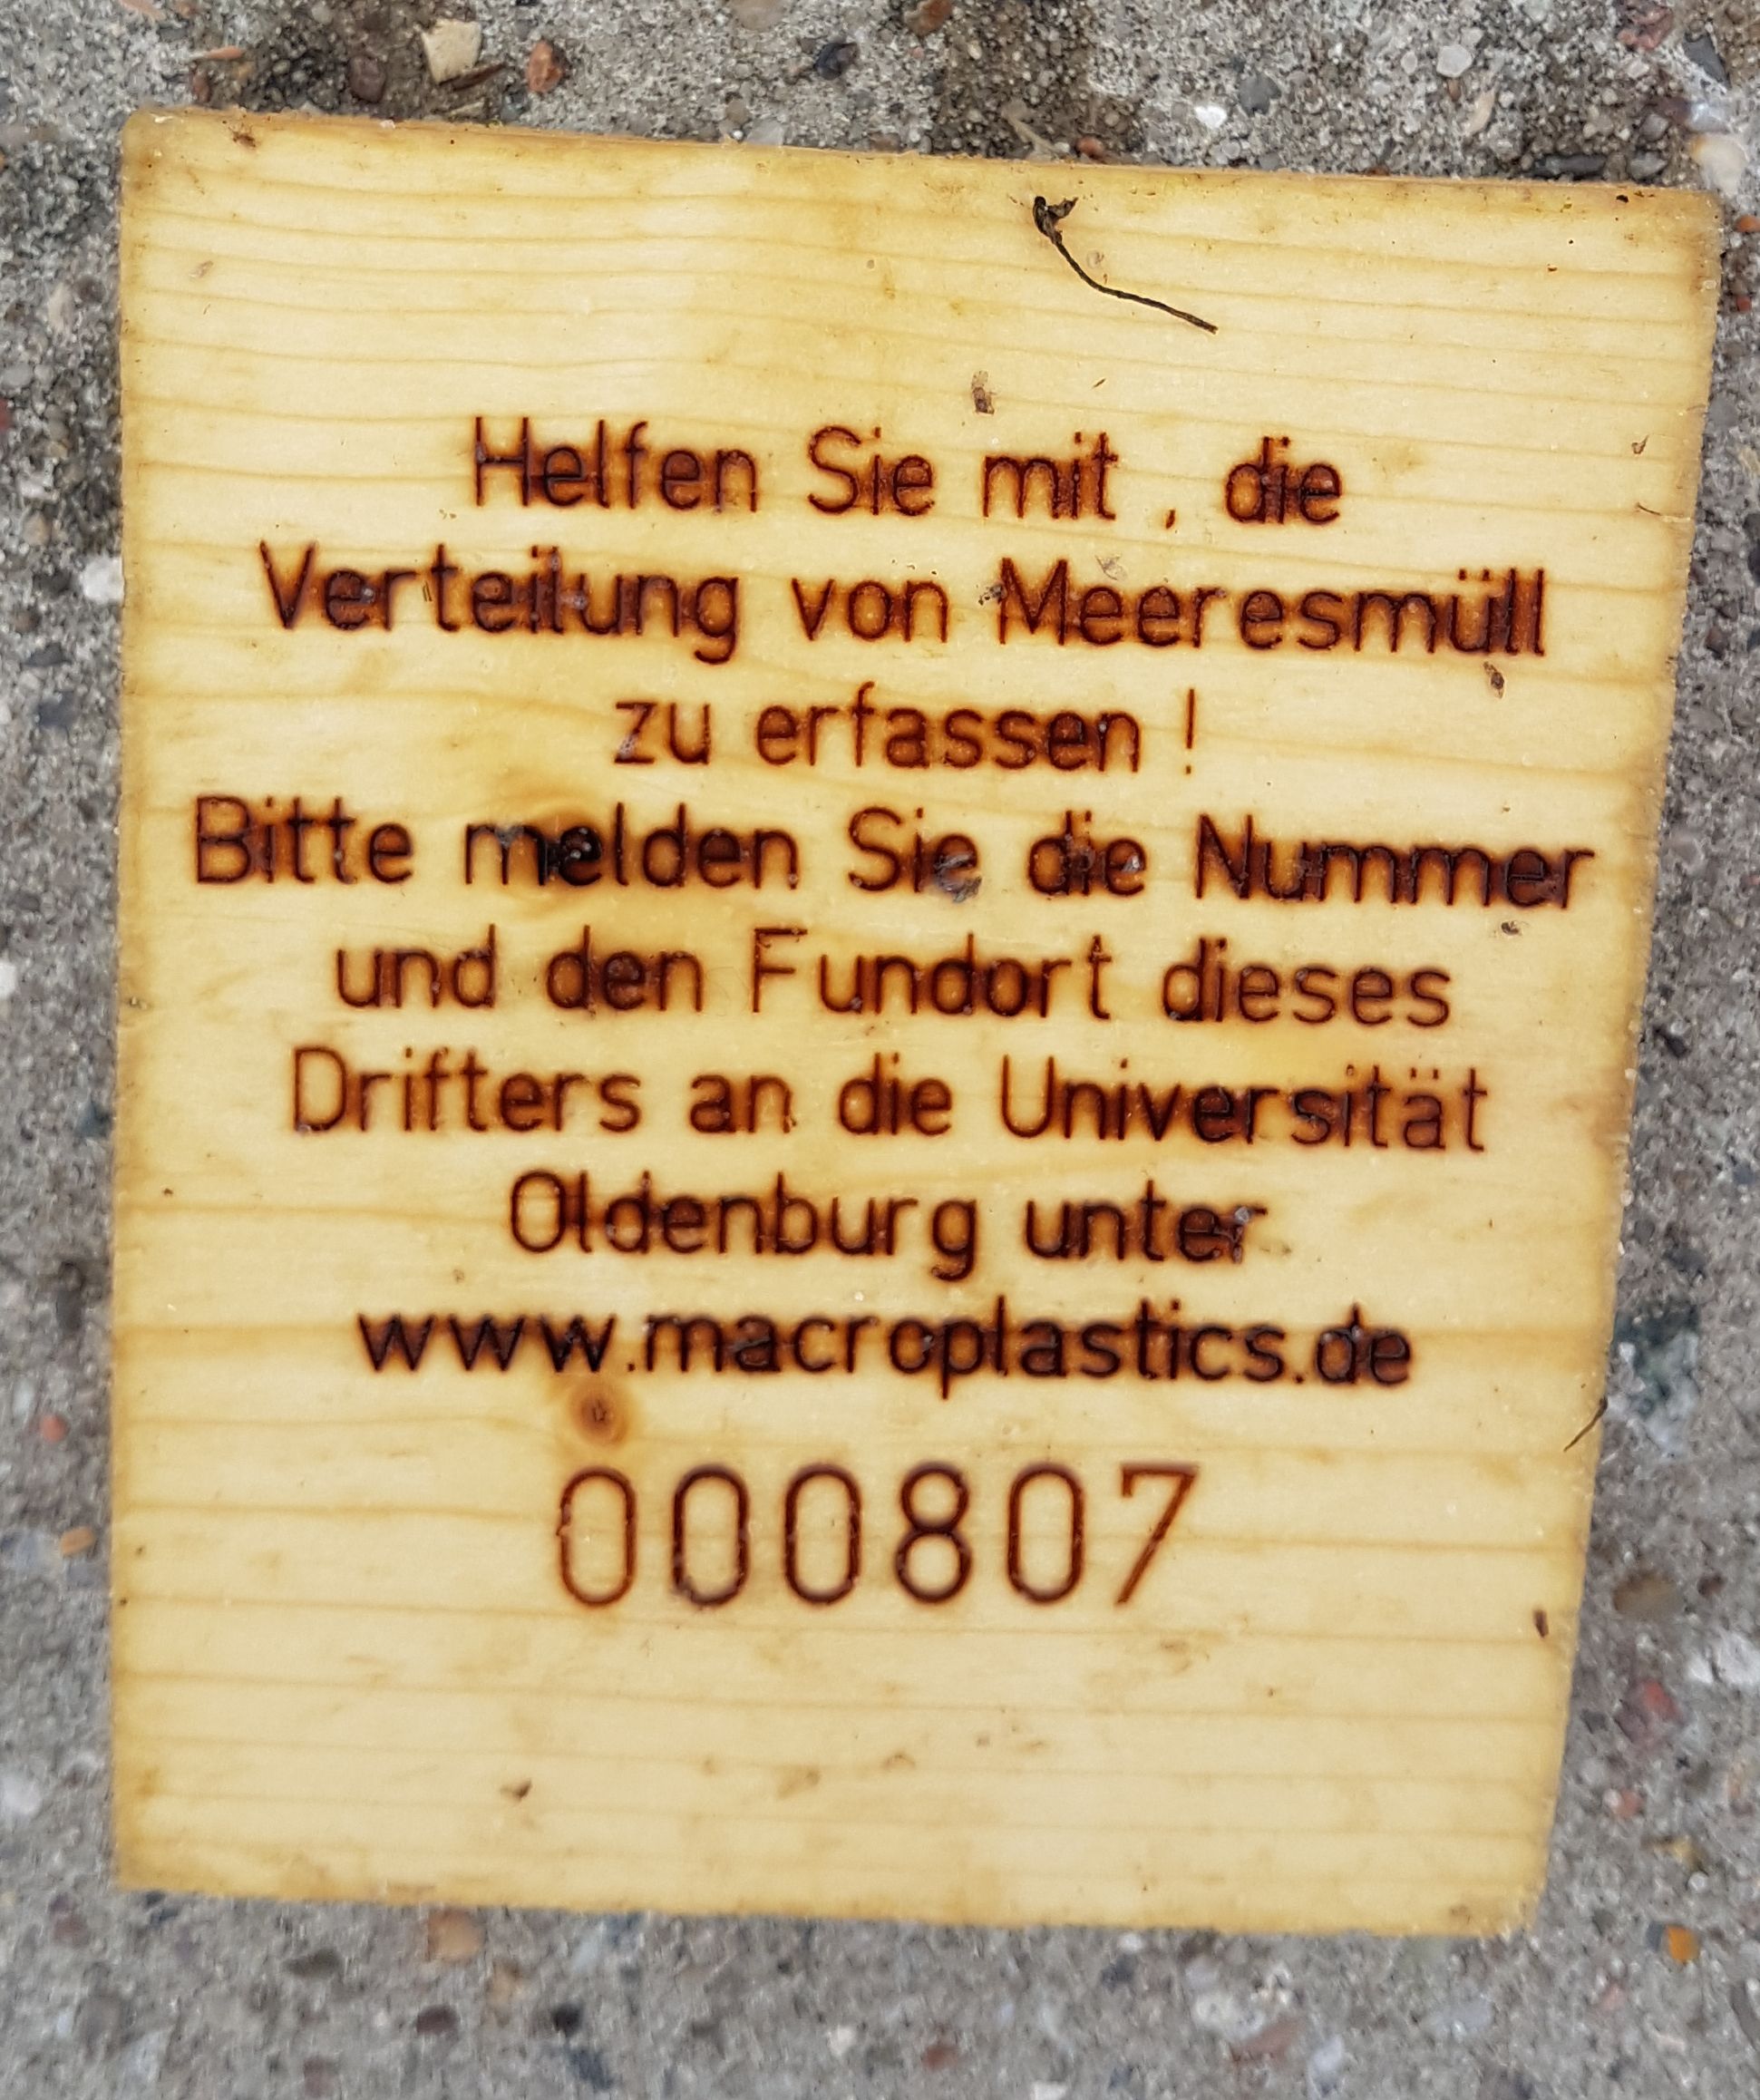 Helfen Sie mit , die
Verteilung von Meeresmüll
zu erfassen !
Bitte melden Sie die Nummer
und den Fundort dieses
Drifters an die Universität
Oldenburg unter
www.macroplastics.de
000807